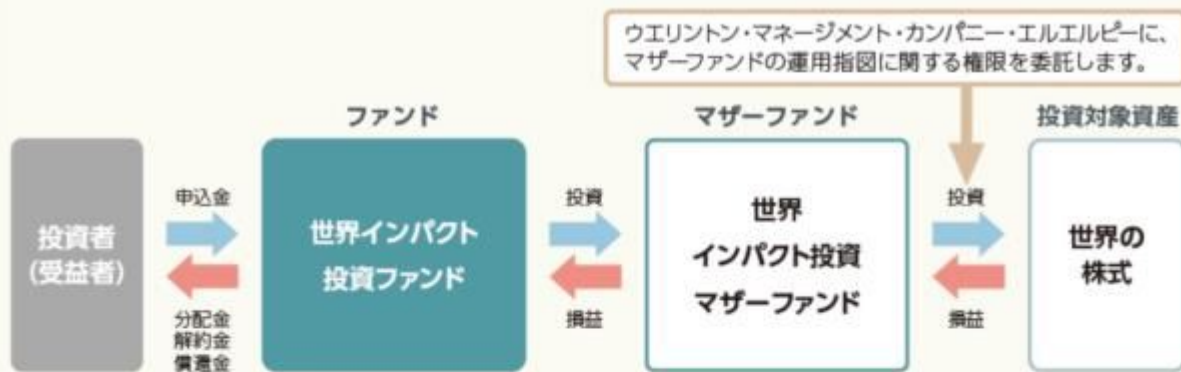 ウエリントン・マネージメント・カンパニー・エルエルピーに、
マザーファンドの運用指図に関する権限を委託します。
ファンド
マザーファンド
投資対象資産
投資者
(受益者)
申込金
分配金
解約金
償還金
世界インパクト
投資ファンド
投資
損益
世界
インパクト投資
マザーファンド
投資
損益
世界の
株式